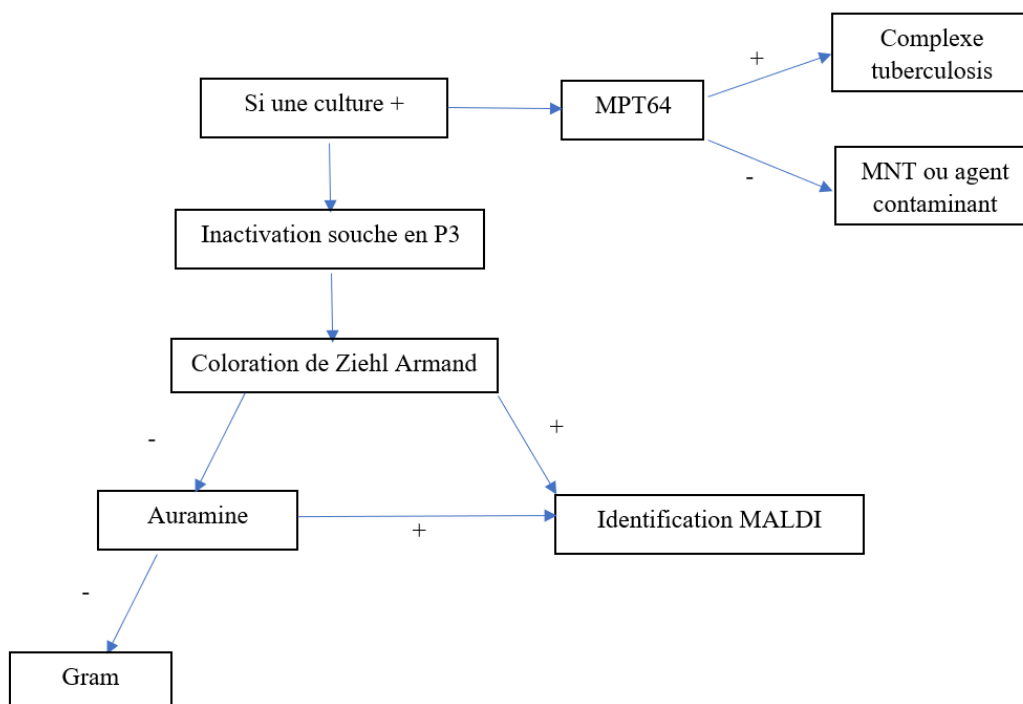 Complexe
tuberculosis
+
Si une culture +
MPT64
-
MNT ou agent
contaminant
Inactivation souche en P3
Coloration de Ziehl Armand
-
+
Auramine
+
Identification MALDI
-
Gram